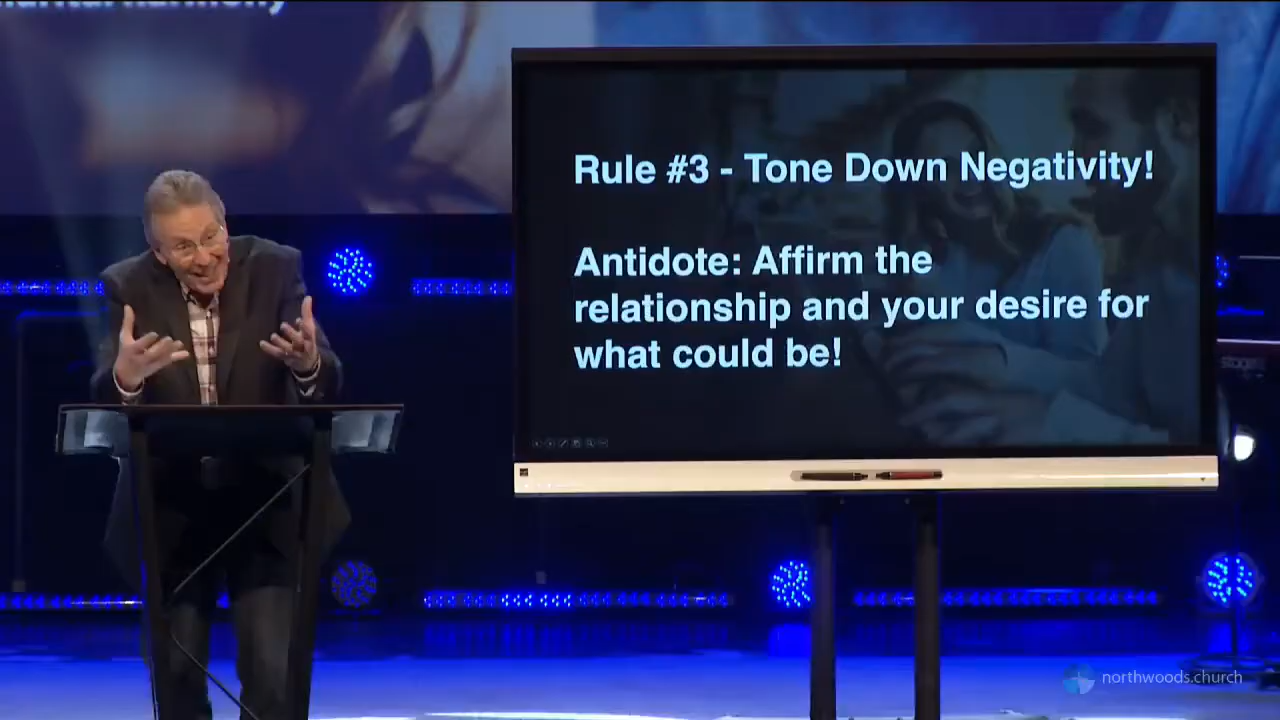 Rule #3 - Tone Down Negativity!
Antidote: Affirm the
relationship and your desire for
what could be!
northwoods.church